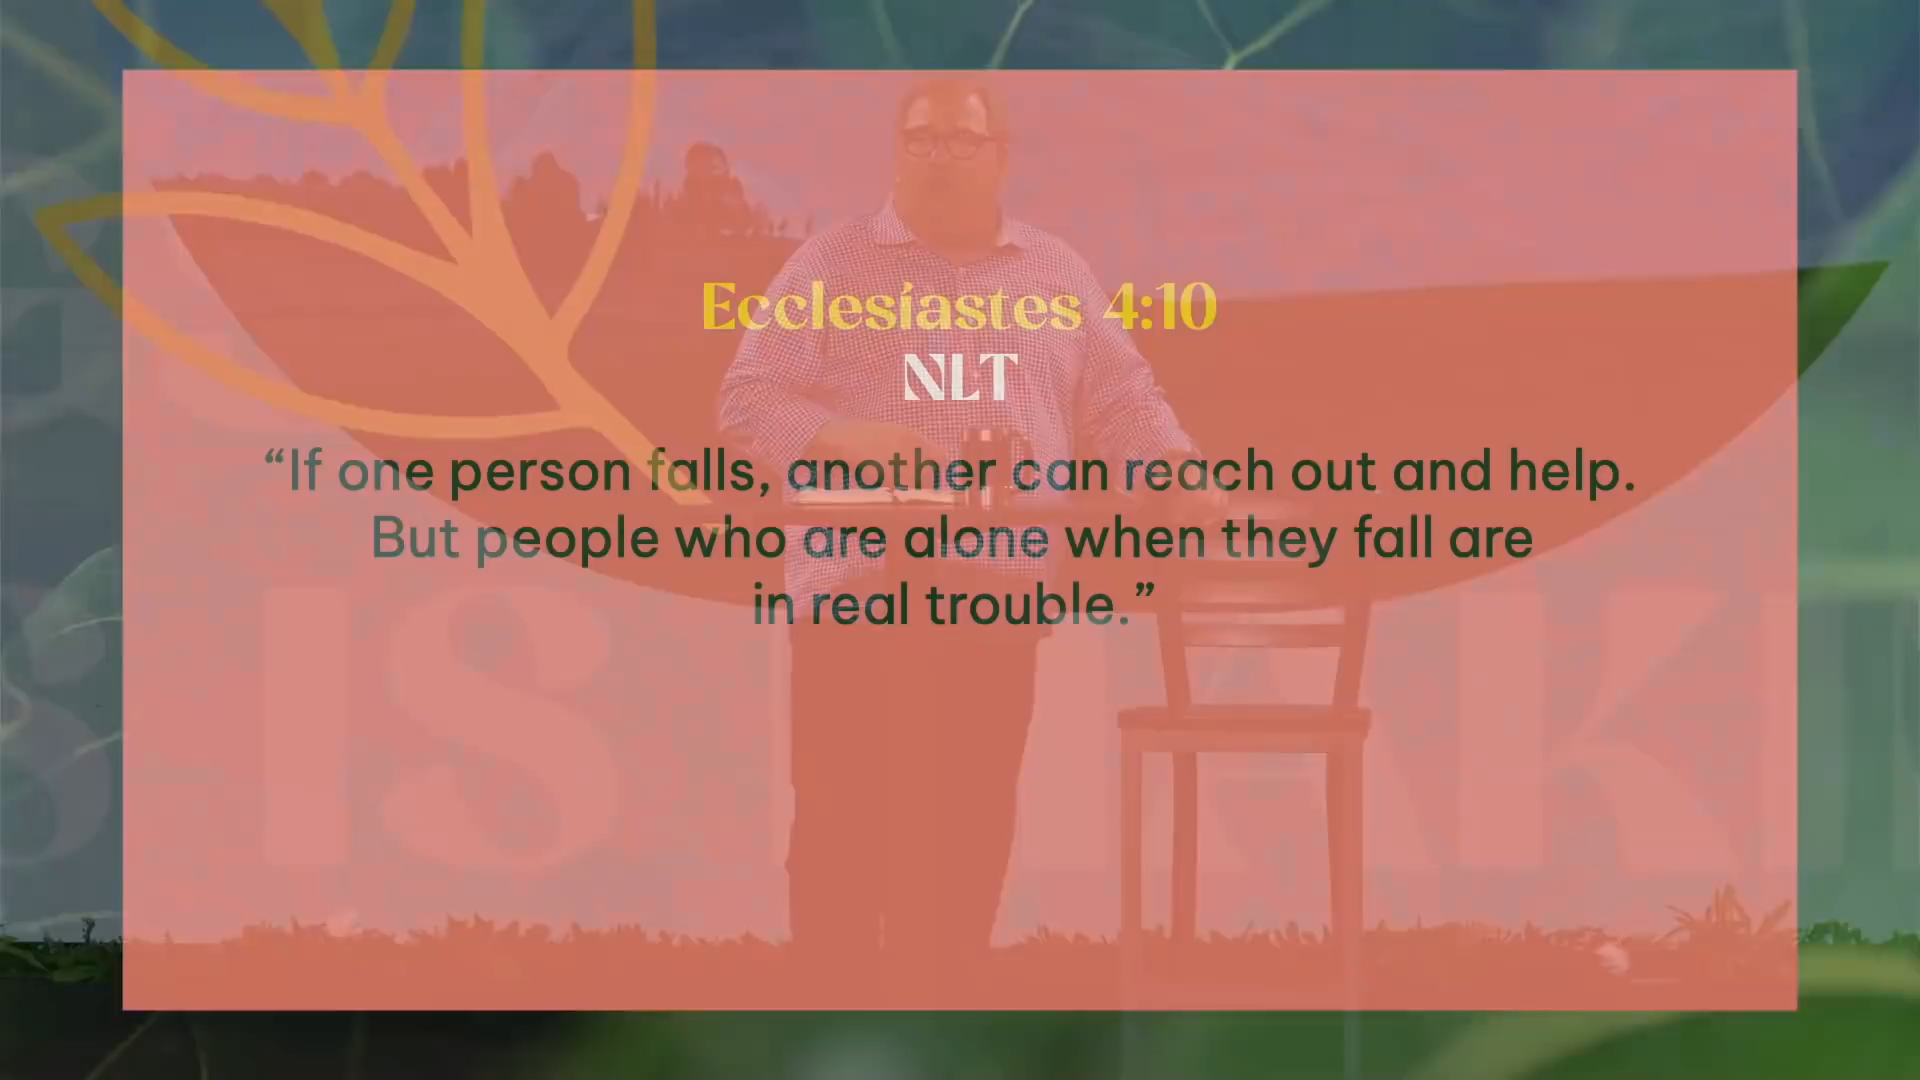 Ecclesiastes 4:10
NLT
“If one person falls, another can reach out and help.
But people who are alone when they fall are
in real trouble.”
IS